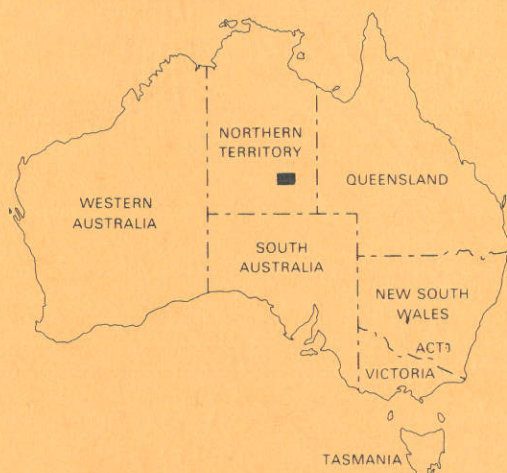 NORTHERN
TERRITORY
QUEENSLAND
WESTERN
AUSTRALIA
SOUTH
AUSTRALIA
NEW SOUTH
WALES
ACT
VICTORIA
TASMANIA